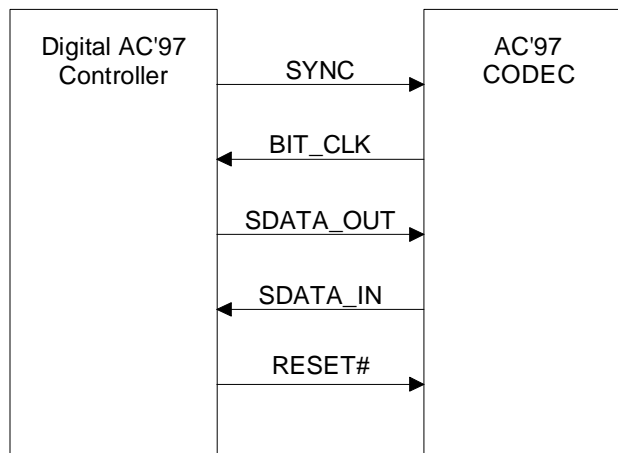 Digital AC'97
Controller
AC'97
CODEC
SYNC
BIT_CLK
SDATA_OUT
SDATA_IN
RESET#